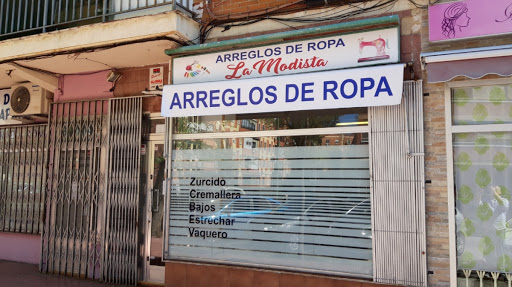 ARREGLOS DE ROPA
La Modista
ARREGLOS DE ROPA
Zurcido
Cremallera
Bajos
Estrechar
Vaquero